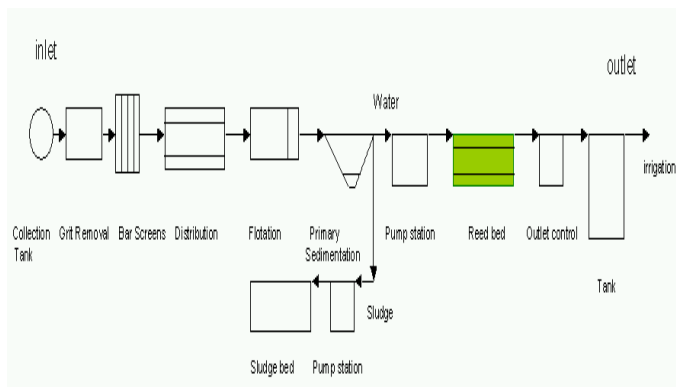 inlet
outlet
Water
irrigation
Collection
Tank
Grit Removal
Bar Screens
Distribution
Flotation
Primary
Sedimentation
Pump station
Reed bed
Outlet control
Tank
Sludge
Sludge bed
Pump station